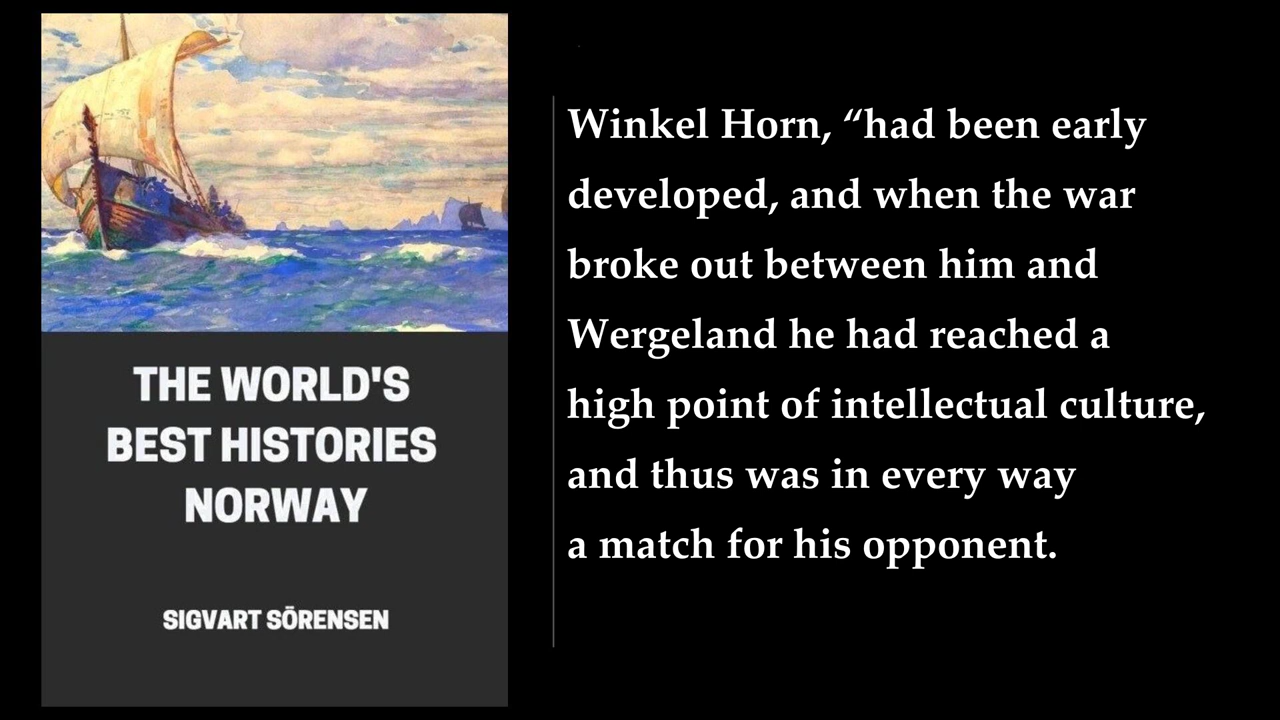 THE WORLD'S
BEST HISTORIES
NORWAY
SIGVART SÖRENSEN
Winkel Horn, “had been early
developed, and when the war
broke out between him and
Wergeland he had reached a
high point of intellectual culture,
and thus was in every way
a match for his opponent.